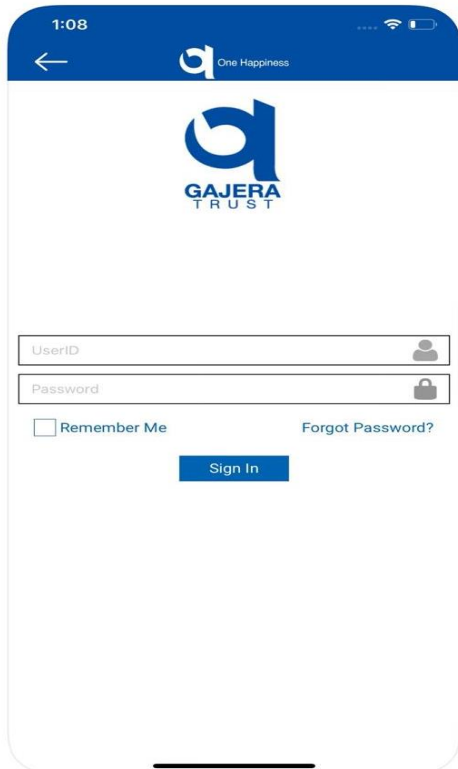 1:08
One Happiness
GAJERA
TRUST
UserID
Password
Remember Me Forgot Password?
Sign In